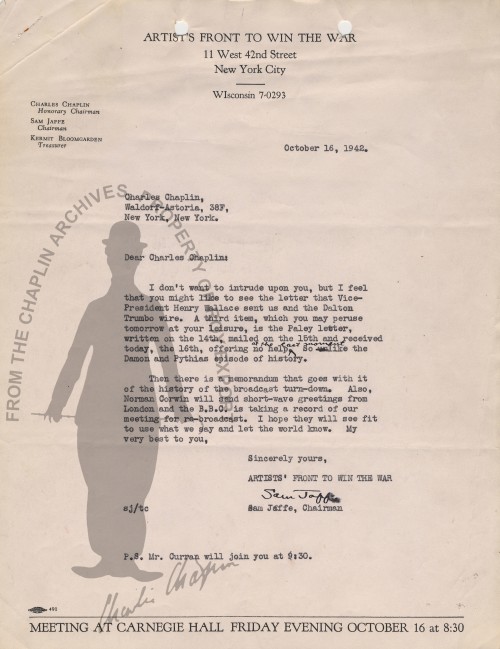 ARTIST'S FRONT TO WIN THE WAR
11 West 42nd Street
New York City
WIsconsin 7-0293
CHARLES CHAPLIN
Honorary Chairman
SAM JAFFE
Chairman
KERMIT BLOOMGARDEN
Treasurer
October 16, 1942.
Charles Chaplin,
Waldorf-Astoria, 38F,
New York, New York.
Dear Charles Chaplin:
I don't want to intrude upon you, but I feel
that you might like to see the letter that Vice-
President Henry Wallace sent us and the Dalton
Trumbo wire. A third item, which you may peruse
tomorrow at your leisure, is the Paley letter,
written on the 14th, mailed on the 15th and received
at the last moment
today, the 16th, offering no help. So unlike the
Damon and Pythias episode of history.
Then there is a memorandum that goes with it
of the history of the broadcast turn-down. Also,
Norman Corwin will send short-wave greetings from
London and the B.B.C. is taking a record of our
meeting for re-broadcast. I hope they will see fit
to use what we say and let the world know. My
very best to you,
Sincerely yours,
ARTISTS' FRONT TO WIN THE WAR
Sam Jaffe
sj/tc
Sam Jaffe, Chairman
P.S. Mr. Curran will join you at 9:30.
Charlie Chaplin
FROM THE CHAPLIN ARCHIVES. PROPERTY
491
MEETING AT CARNEGIE HALL FRIDAY EVENING OCTOBER 16 at 8:30